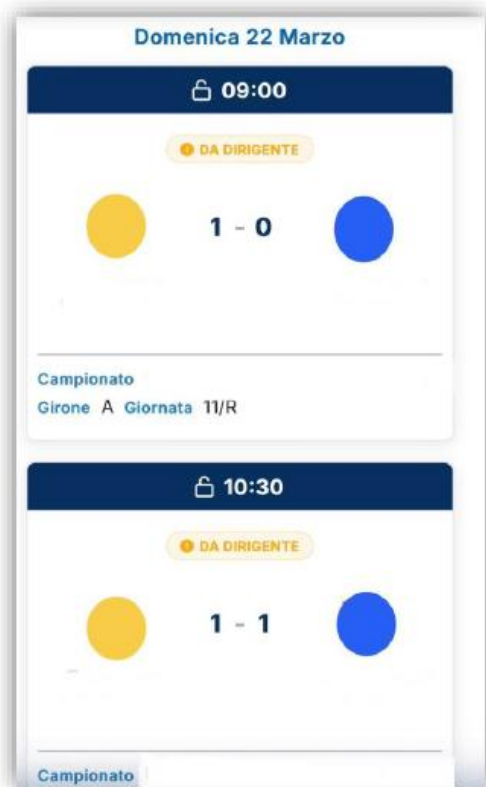 Domenica 22 Marzo
09:00
DA DIRIGENTE
1 - 0
Campionato
Girone A Giornata 11/R
10:30
DA DIRIGENTE
1 - 1
Campionato